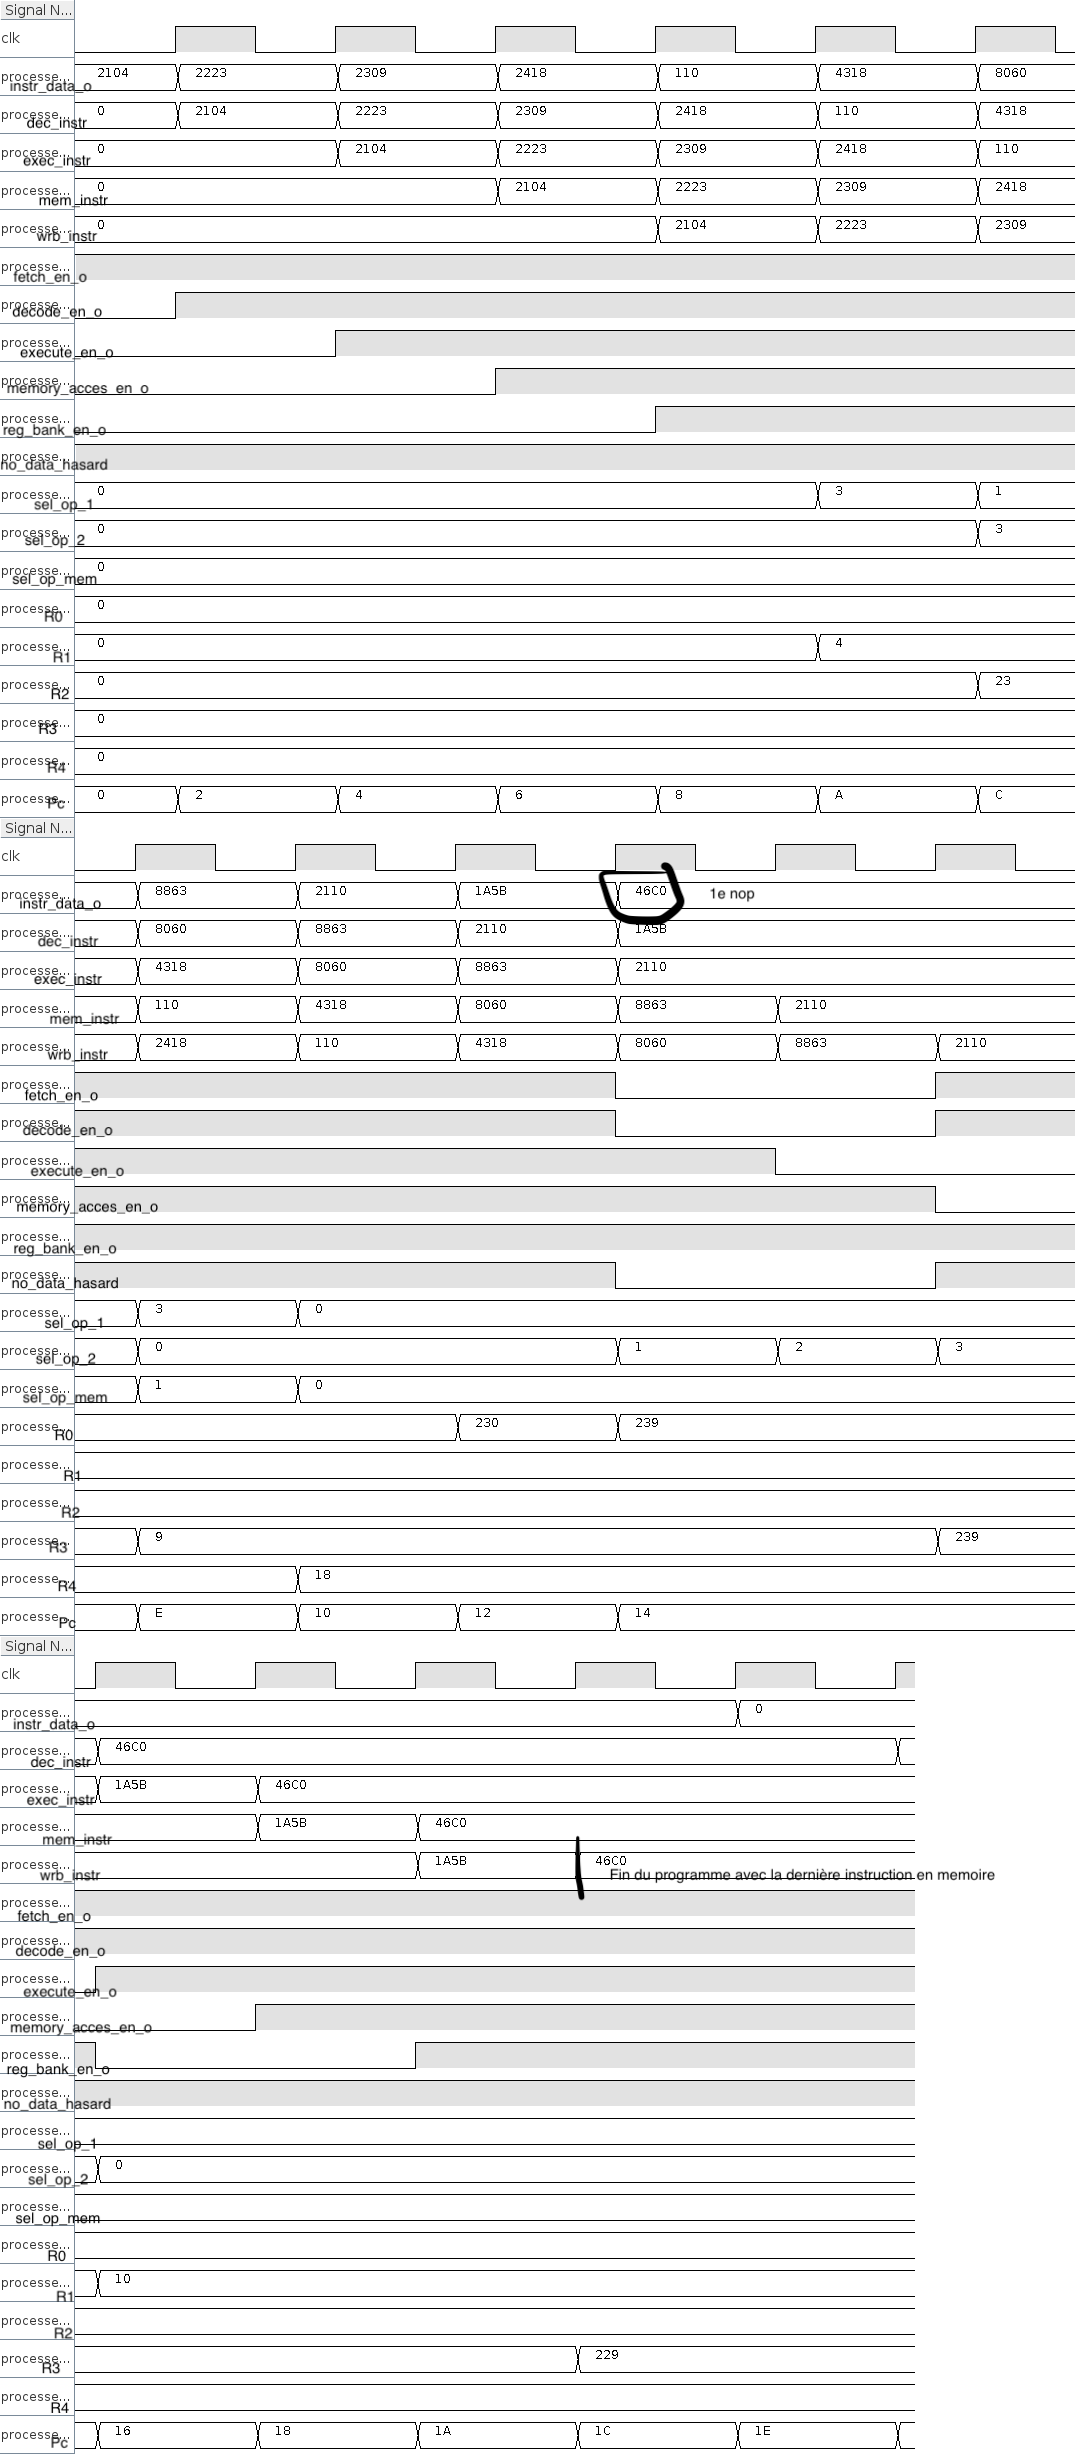 Signal N...
clk
processe... 2104 2223 2309 2418 110 4318 8060
instr_data_o
processe... 0 2104 2223 2309 2418 110 4318
dec_instr
processe... 0 2104 2223 2309 2418 110
exec_instr
processe... 0 2104 2223 2309 2418
mem_instr
processe... 0 2104 2223 2309
wrb_instr
processe...
fetch_en_o
processe...
decode_en_o
processe...
execute_en_o
processe...
memory_acces_en_o
processe...
reg_bank_en_o
processe...
no_data_hasard
processe... 0 3 1
sel_op_1
processe... 0 3
sel_op_2
processe... 0
sel_op_mem
processe... 0
R0
processe... 0 4
R1
processe... 0 23
R2
processe... 0
R3
processe... 0
R4
processe... 0 2 4 6 8 A C
Pc
Signal N...
clk
processe... 8863 2110 1A5B 46C0 1e nop
instr_data_o
processe... 8060 8863 2110 1A5B
dec_instr
processe... 4318 8060 8863 2110
exec_instr
processe... 110 4318 8060 8863 2110
mem_instr
processe... 2418 110 4318 8060 8863 2110
wrb_instr
processe...
fetch_en_o
processe...
decode_en_o
processe...
execute_en_o
processe...
memory_acces_en_o
processe...
reg_bank_en_o
processe...
no_data_hasard
processe... 3 0
sel_op_1
processe... 0 1 2 3
sel_op_2
processe... 1 0
sel_op_mem
processe... 230 239
R0
processe...
R1
processe...
R2
processe... 9 239
R3
processe... 18
R4
processe... E 10 12 14
Pc
Signal N...
clk
processe... 0
instr_data_o
processe... 46C0
dec_instr
processe... 1A5B 46C0
exec_instr
processe... 1A5B 46C0
mem_instr
processe... 1A5B 46C0
wrb_instr Fin du programme avec la dernière instruction en memoire
processe...
fetch_en_o
processe...
decode_en_o
processe...
execute_en_o
processe...
memory_acces_en_o
processe...
reg_bank_en_o
processe...
no_data_hasard
processe...
sel_op_1
processe... 0
sel_op_2
processe...
sel_op_mem
processe...
R0
processe... 10
R1
processe...
R2
processe... 229
R3
processe...
R4
processe... 16 18 1A 1C 1E
Pc